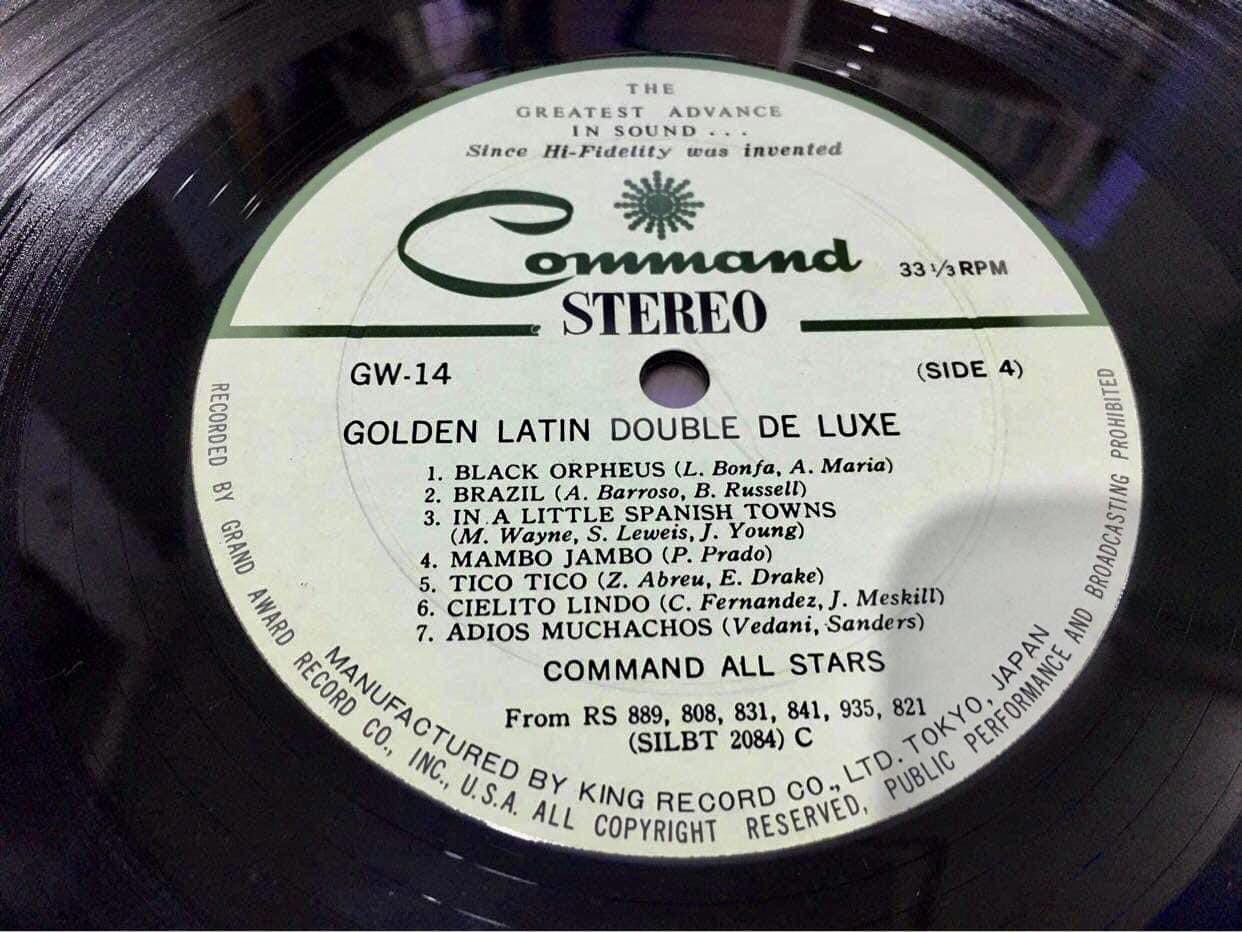 THE
GREATEST ADVANCE
IN SOUND ...
Since Hi-Fidelity was invented
Command
33 1/3 RPM
STEREO
GW-14
(SIDE 4)
GOLDEN LATIN DOUBLE DE LUXE
1. BLACK ORPHEUS (L. Bonfa, A. Maria)
2. BRAZIL (A. Barroso, B. Russell)
3. IN A LITTLE SPANISH TOWNS
(M. Wayne, S. Leweis, J. Young)
4. MAMBO JAMBO (P. Prado)
5. TICO TICO (Z. Abreu, E. Drake)
6. CIELITO LINDO (C. Fernandez, J. Meskill)
7. ADIOS MUCHACHOS (Vedani, Sanders)
COMMAND ALL STARS
From RS 889, 808, 831, 841, 935, 821
(SILBT 2084) C
MANUFACTURED BY KING RECORD CO., LTD. TOKYO, JAPAN
RECORDED BY GRAND AWARD RECORD CO., INC., U.S.A. ALL COPYRIGHT RESERVED, PUBLIC PERFORMANCE AND BROADCASTING PROHIBITED